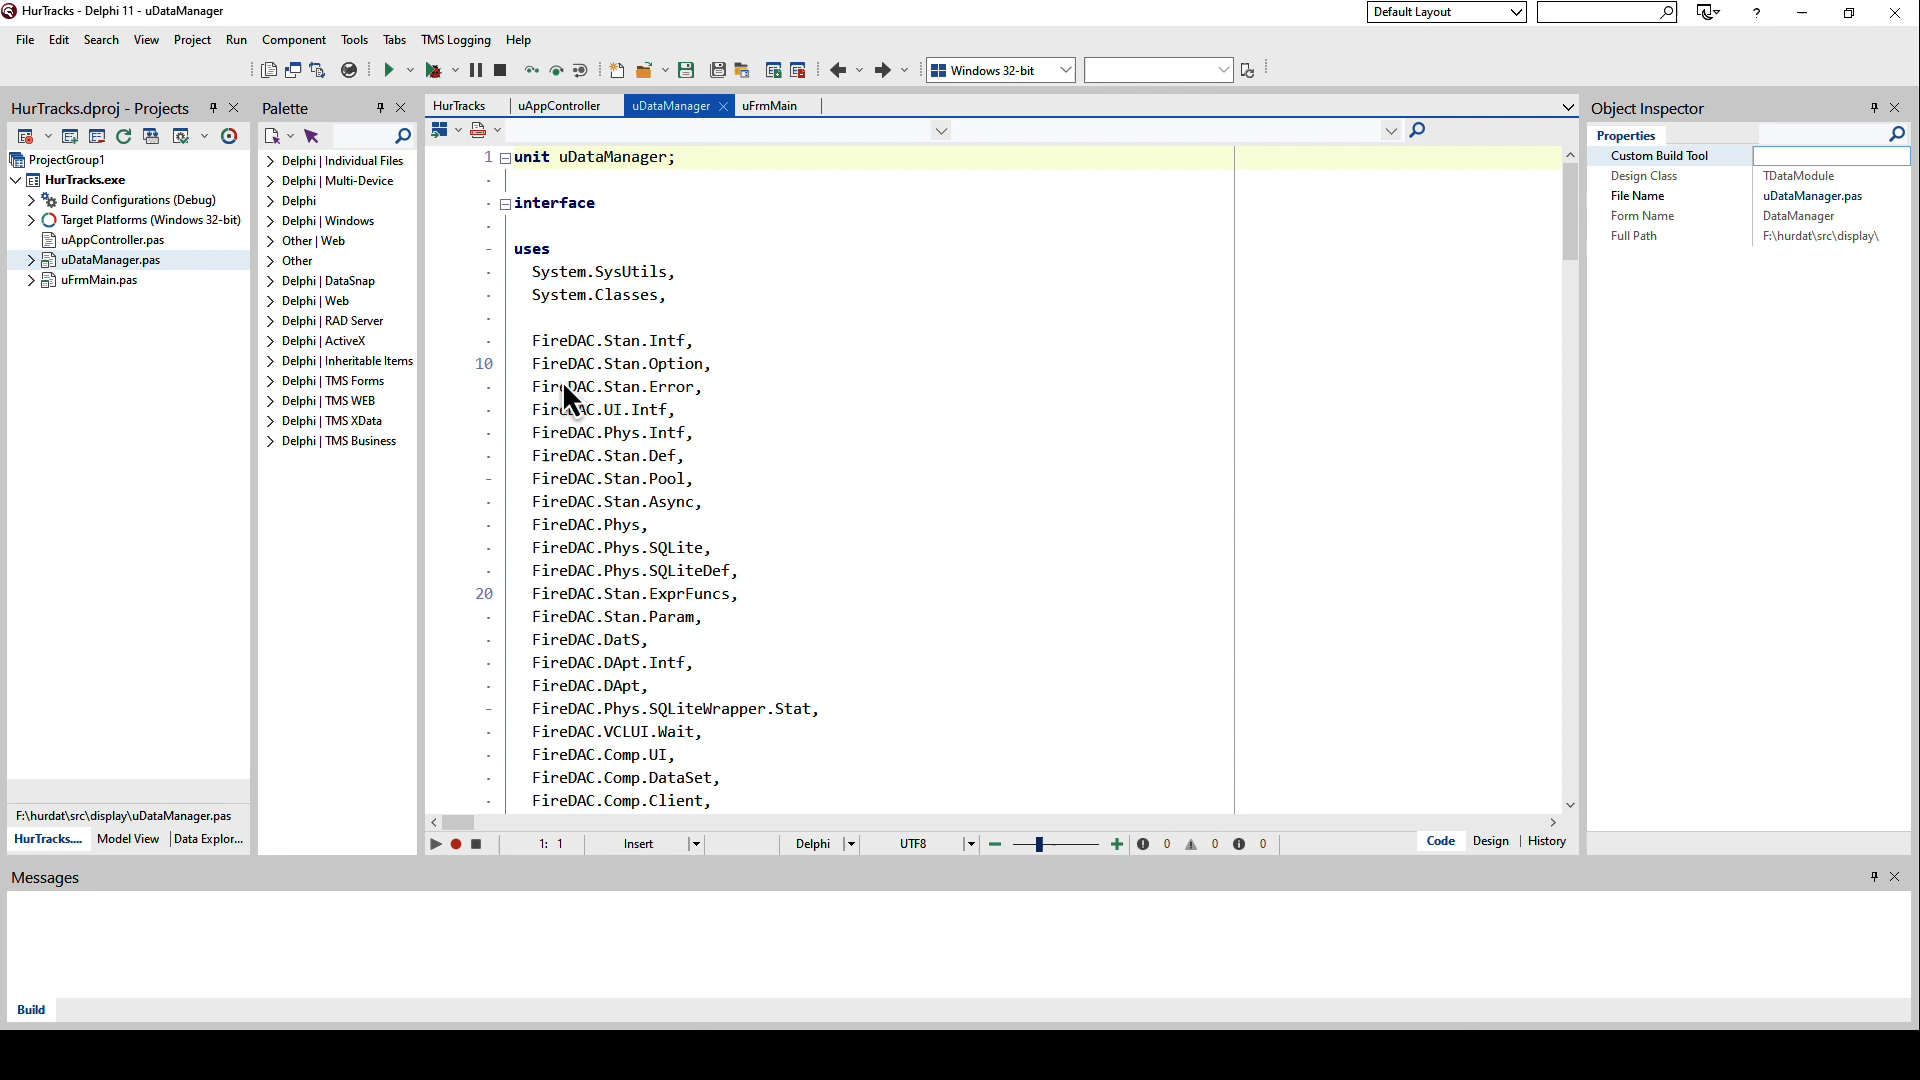 HurTracks - Delphi 11 - uDataManager
Default Layout
?
File Edit Search View Project Run Component Tools Tabs TMS Logging Help
Windows 32-bit
HurTracks.dproj - Projects
ProjectGroup1
HurTracks.exe
Build Configurations (Debug)
Target Platforms (Windows 32-bit)
uAppController.pas
uDataManager.pas
uFrmMain.pas
F:\hurdat\src\display\uDataManager.pas
HurTracks.... Model View Data Explor...
Palette
Delphi | Individual Files
Delphi | Multi-Device
Delphi
Delphi | Windows
Other | Web
Other
Delphi | DataSnap
Delphi | Web
Delphi | RAD Server
Delphi | ActiveX
Delphi | Inheritable Items
Delphi | TMS Forms
Delphi | TMS WEB
Delphi | TMS XData
Delphi | TMS Business
HurTracks uAppController uDataManager uFrmMain
1 unit uDataManager;
interface
uses
System.SysUtils,
System.Classes,
FireDAC.Stan.Intf,
10 FireDAC.Stan.Option,
FireDAC.Stan.Error,
FireDAC.UI.Intf,
FireDAC.Phys.Intf,
FireDAC.Stan.Def,
FireDAC.Stan.Pool,
FireDAC.Stan.Async,
FireDAC.Phys,
FireDAC.Phys.SQLite,
FireDAC.Phys.SQLiteDef,
20 FireDAC.Stan.ExprFuncs,
FireDAC.Stan.Param,
FireDAC.DatS,
FireDAC.DApt.Intf,
FireDAC.DApt,
FireDAC.Phys.SQLiteWrapper.Stat,
FireDAC.VCLUI.Wait,
FireDAC.Comp.UI,
FireDAC.Comp.DataSet,
FireDAC.Comp.Client,
1: 1 Insert Delphi UTF8 0 0 0 Code Design History
Object Inspector
Properties
Custom Build Tool
Design Class TDataModule
File Name uDataManager.pas
Form Name DataManager
Full Path F:\hurdat\src\display\
Messages
Build